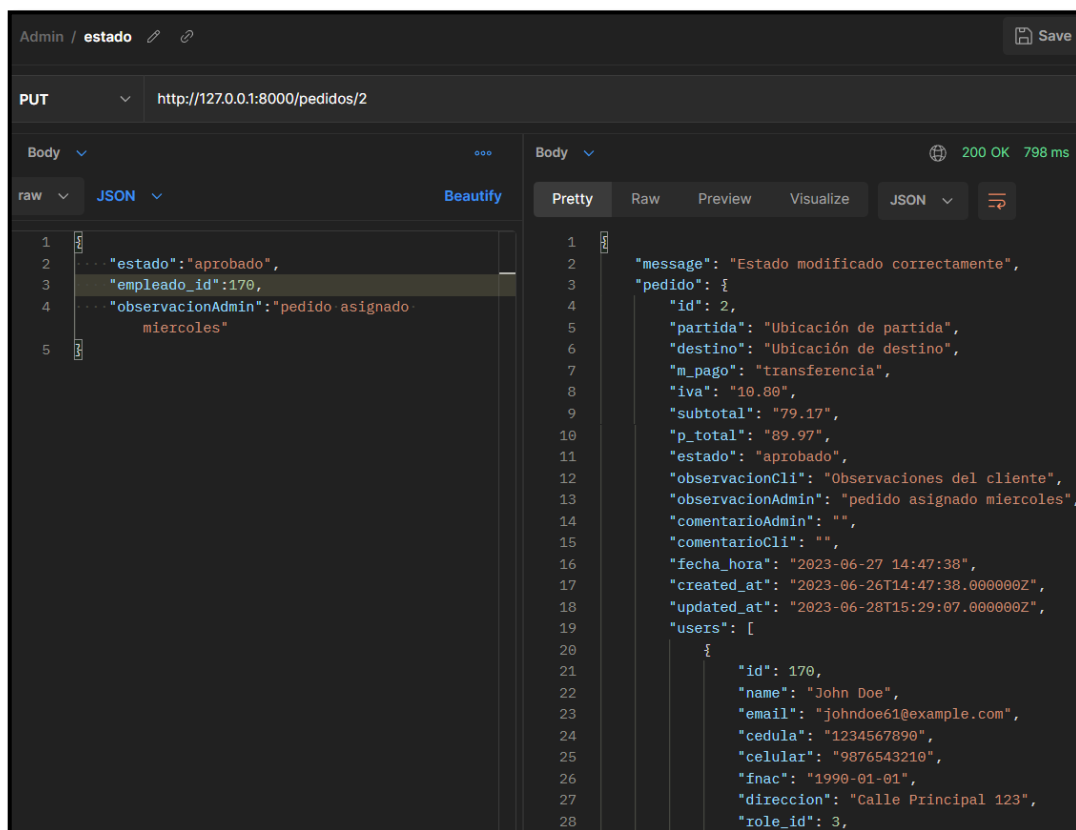 Admin / estado
Save
PUT
http://127.0.0.1:8000/pedidos/2
Body
raw
JSON
Beautify
1 {
2 ····"estado":"aprobado",
3 ····"empleado_id":170,
4 ····"observacionAdmin":"pedido·asignado·
miercoles"
5 }
Body
200 OK 798 ms
Pretty Raw Preview Visualize JSON
1 {
2 "message": "Estado modificado correctamente",
3 "pedido": {
4 "id": 2,
5 "partida": "Ubicación de partida",
6 "destino": "Ubicación de destino",
7 "m_pago": "transferencia",
8 "iva": "10.80",
9 "subtotal": "79.17",
10 "p_total": "89.97",
11 "estado": "aprobado",
12 "observacionCli": "Observaciones del cliente",
13 "observacionAdmin": "pedido asignado miercoles",
14 "comentarioAdmin": "",
15 "comentarioCli": "",
16 "fecha_hora": "2023-06-27 14:47:38",
17 "created_at": "2023-06-26T14:47:38.000000Z",
18 "updated_at": "2023-06-28T15:29:07.000000Z",
19 "users": [
20 {
21 "id": 170,
22 "name": "John Doe",
23 "email": "johndoe61@example.com",
24 "cedula": "1234567890",
25 "celular": "9876543210",
26 "fnac": "1990-01-01",
27 "direccion": "Calle Principal 123",
28 "role_id": 3,